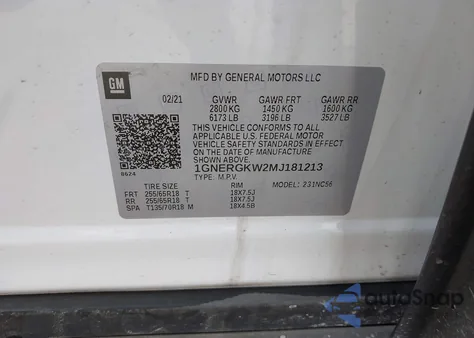 GM
MFD BY GENERAL MOTORS LLC
02/21 GVWR GAWR FRT GAWR RR
2800 KG 1450 KG 1600 KG
6173 LB 3196 LB 3527 LB
THIS VEHICLE CONFORMS TO ALL
APPLICABLE U.S. FEDERAL MOTOR
VEHICLE SAFETY STANDARDS IN EFFECT
ON THE DATE OF MANUFACTURE
SHOWN ABOVE.
0624
1GNERGKW2MJ181213
TYPE: M.P.V.
TIRE SIZE RIM MODEL: 231NC56
FRT 255/65R18 T 18X7.5J
RR 255/65R18 T 18X7.5J
SPA T135/70R18 M 18X4.5B
autoSnap